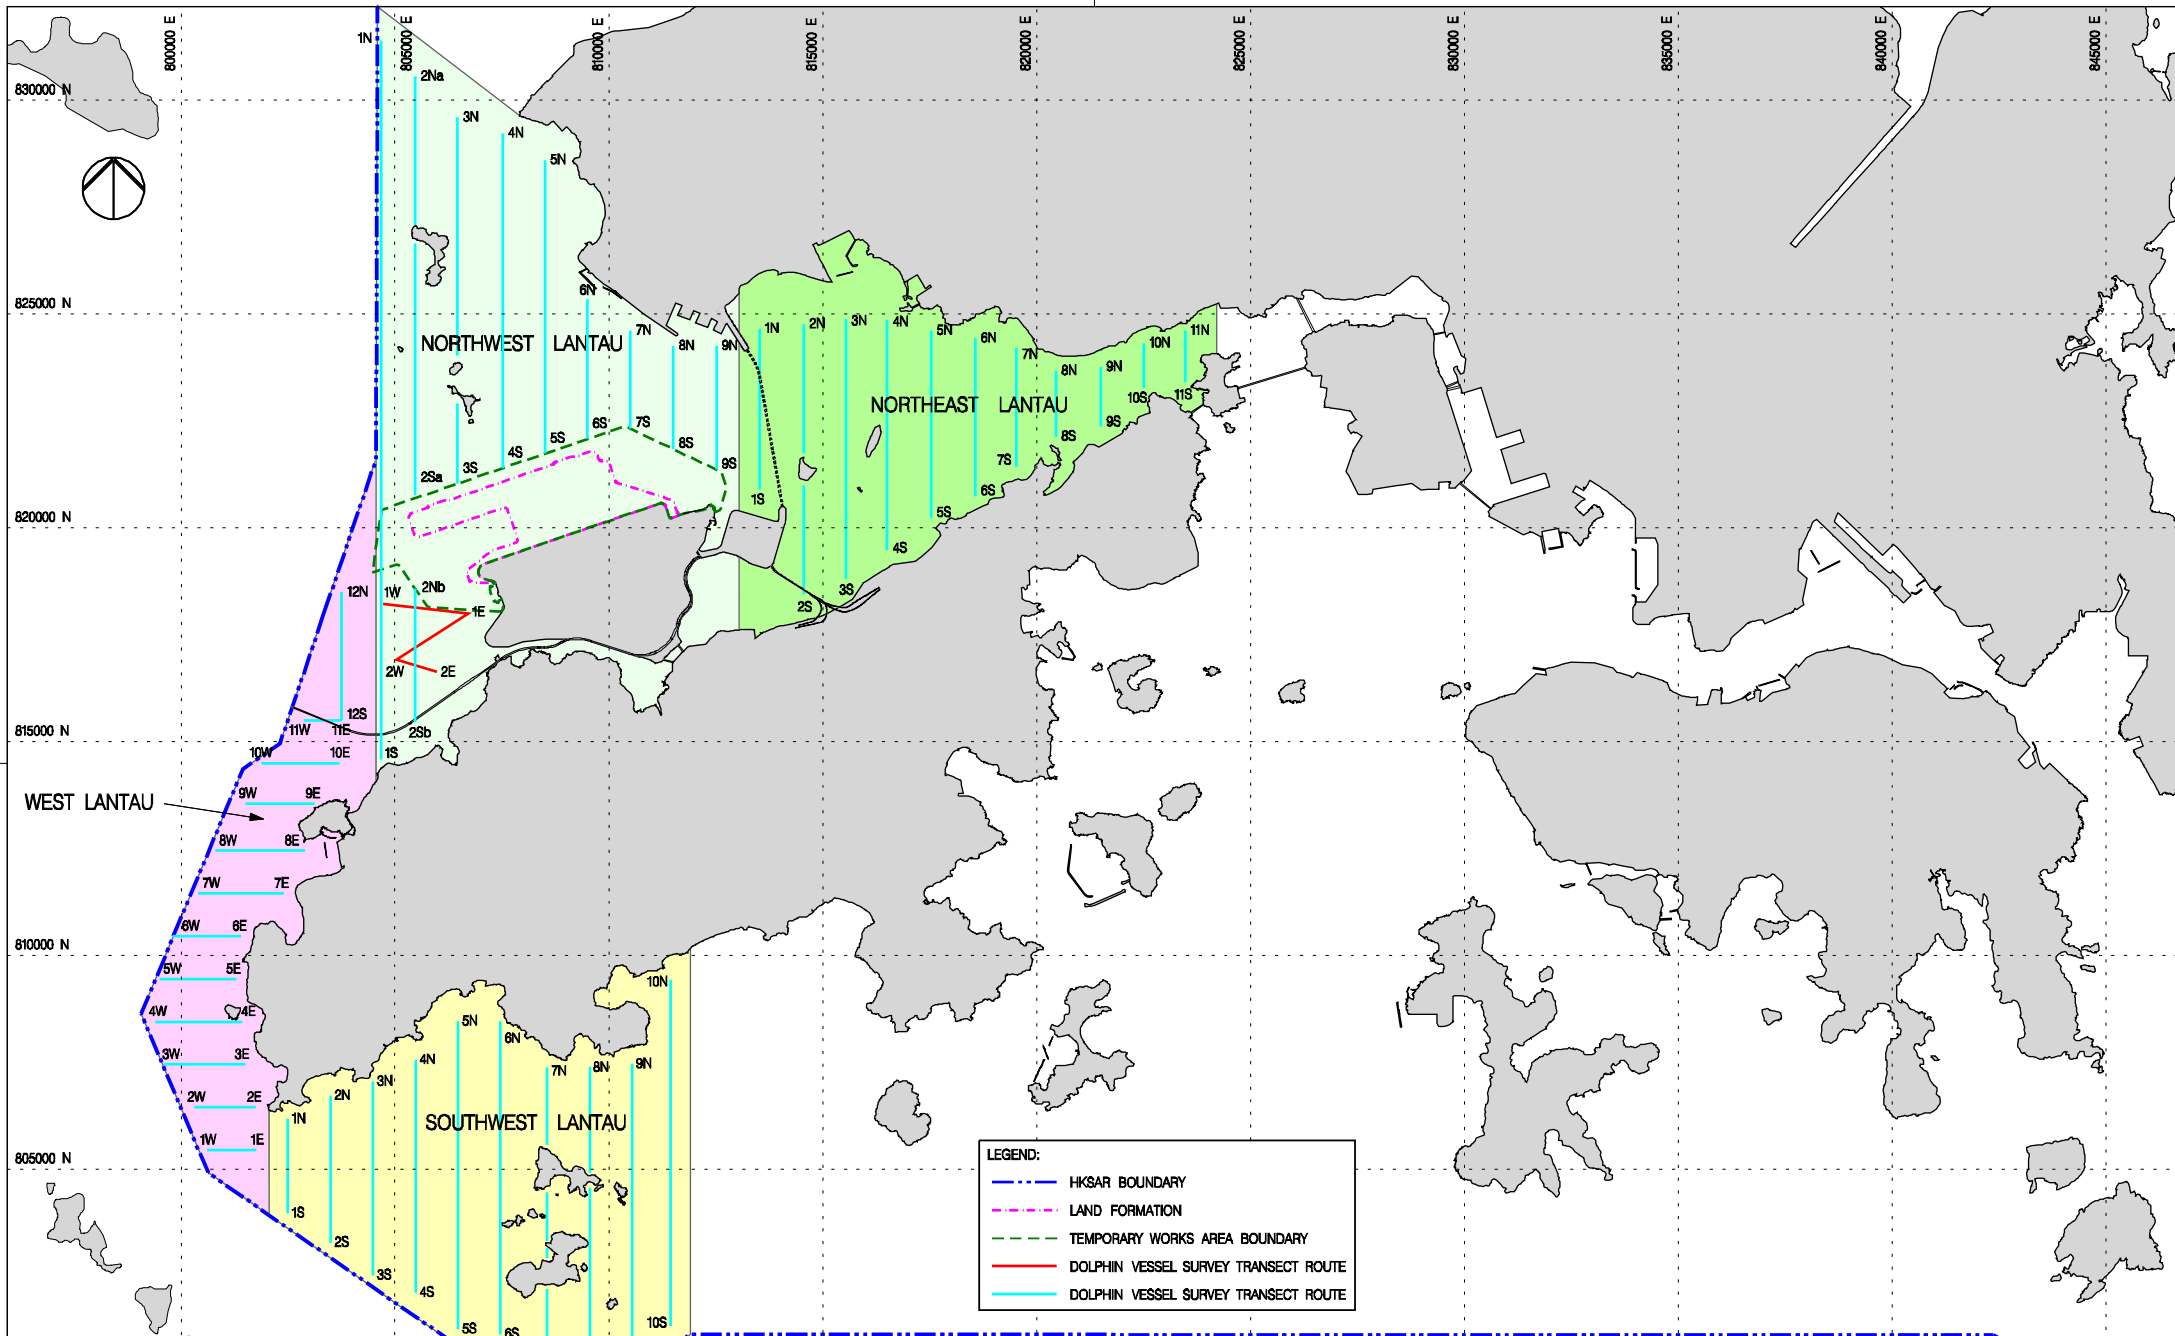 800000 E
805000 E
810000 E
815000 E
820000 E
825000 E
830000 E
835000 E
840000 E
845000 E
1N
2Na
830000 N
3N
4N
5N
6N
825000 N
7N
8N
9N
NORTHWEST LANTAU
1N
2N
3N
4N
5N
6N
7N
8N
9N
10N
11N
NORTHEAST LANTAU
10S
11S
9S
8S
7S
6S
5S
4S
3S
2S
1S
2Sa
3S
4S
5S
6S
7S
8S
9S
820000 N
12N
1W
2Nb
1E
2W
2E
12S
11W
11E
2Sb
1S
815000 N
10W
10E
WEST LANTAU
9W
9E
8W
8E
7W
7E
6W
6E
810000 N
5W
5E
4W
4E
3W
3E
2W
2E
1W
1E
805000 N
1N
2N
3N
4N
5N
6N
7N
8N
9N
10N
SOUTHWEST LANTAU
1S
2S
3S
4S
5S
6S
10S
LEGEND:
HKSAR BOUNDARY
LAND FORMATION
TEMPORARY WORKS AREA BOUNDARY
DOLPHIN VESSEL SURVEY TRANSECT ROUTE
DOLPHIN VESSEL SURVEY TRANSECT ROUTE